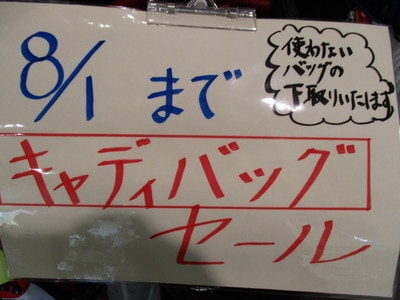 8/1 まで
使わない
バッグの
下取りいたします
キャディバッグ
セール